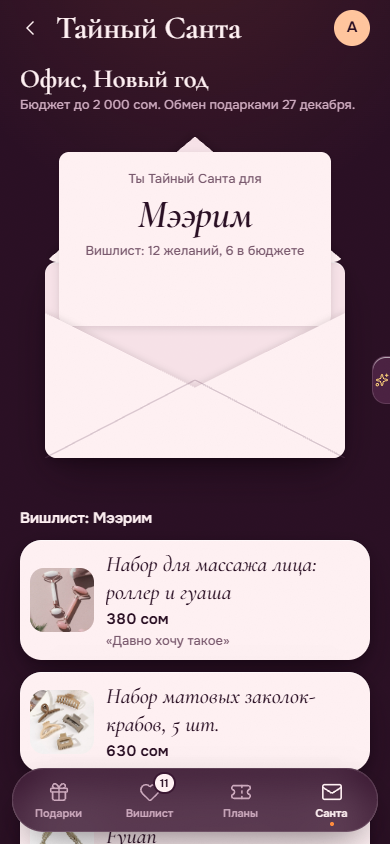 Тайный Санта
А
Офис, Новый год
Бюджет до 2 000 сом. Обмен подарками 27 декабря.
Ты Тайный Санта для
Мээрим
Вишлист: 12 желаний, 6 в бюджете
Вишлист: Мээрим
Набор для массажа лица:
роллер и гуаша
380 сом
«Давно хочу такое»
Набор матовых заколок-
крабов, 5 шт.
630 сом
11
Подарки
Вишлист
Планы
Санта